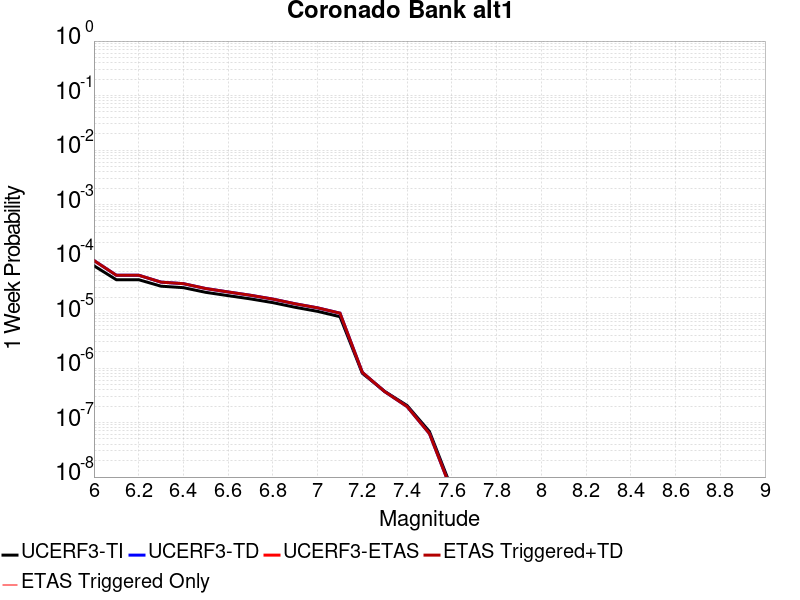 Coronado Bank alt1
10^0
10^-1
10^-2
10^-3
10^-4
10^-5
10^-6
10^-7
10^-8
1 Week Probability
6 6.2 6.4 6.6 6.8 7 7.2 7.4 7.6 7.8 8 8.2 8.4 8.6 8.8 9
Magnitude
UCERF3-TI UCERF3-TD UCERF3-ETAS ETAS Triggered+TD
ETAS Triggered Only